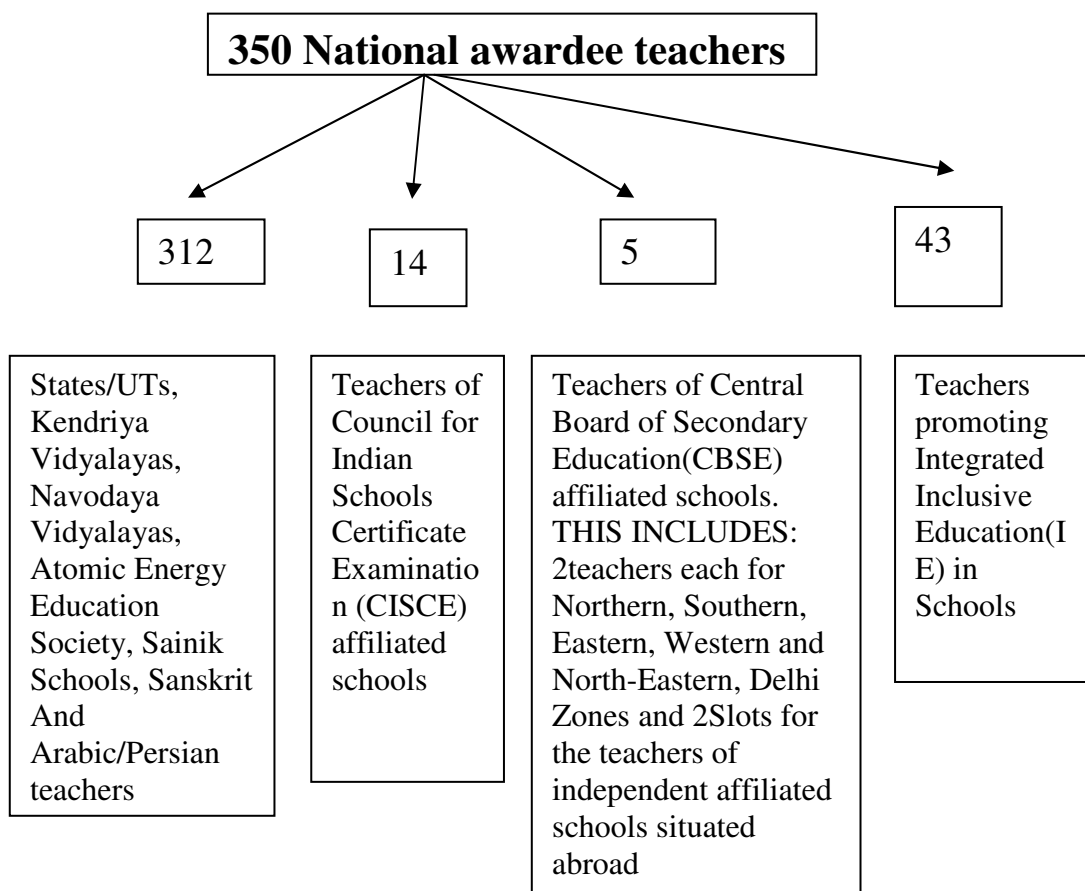 350 National awardee teachers
312
14
5
43
States/UTs,
Kendriya
Vidyalayas,
Navodaya
Vidyalayas,
Atomic Energy
Education
Society, Sainik
Schools, Sanskrit
And
Arabic/Persian
teachers
Teachers of
Council for
Indian
Schools
Certificate
Examinatio
n (CISCE)
affiliated
schools
Teachers of Central
Board of Secondary
Education(CBSE)
affiliated schools.
THIS INCLUDES:
2teachers each for
Northern, Southern,
Eastern, Western and
North-Eastern, Delhi
Zones and 2Slots for
the teachers of
independent affiliated
schools situated
abroad
Teachers
promoting
Integrated
Inclusive
Education(I
E) in
Schools